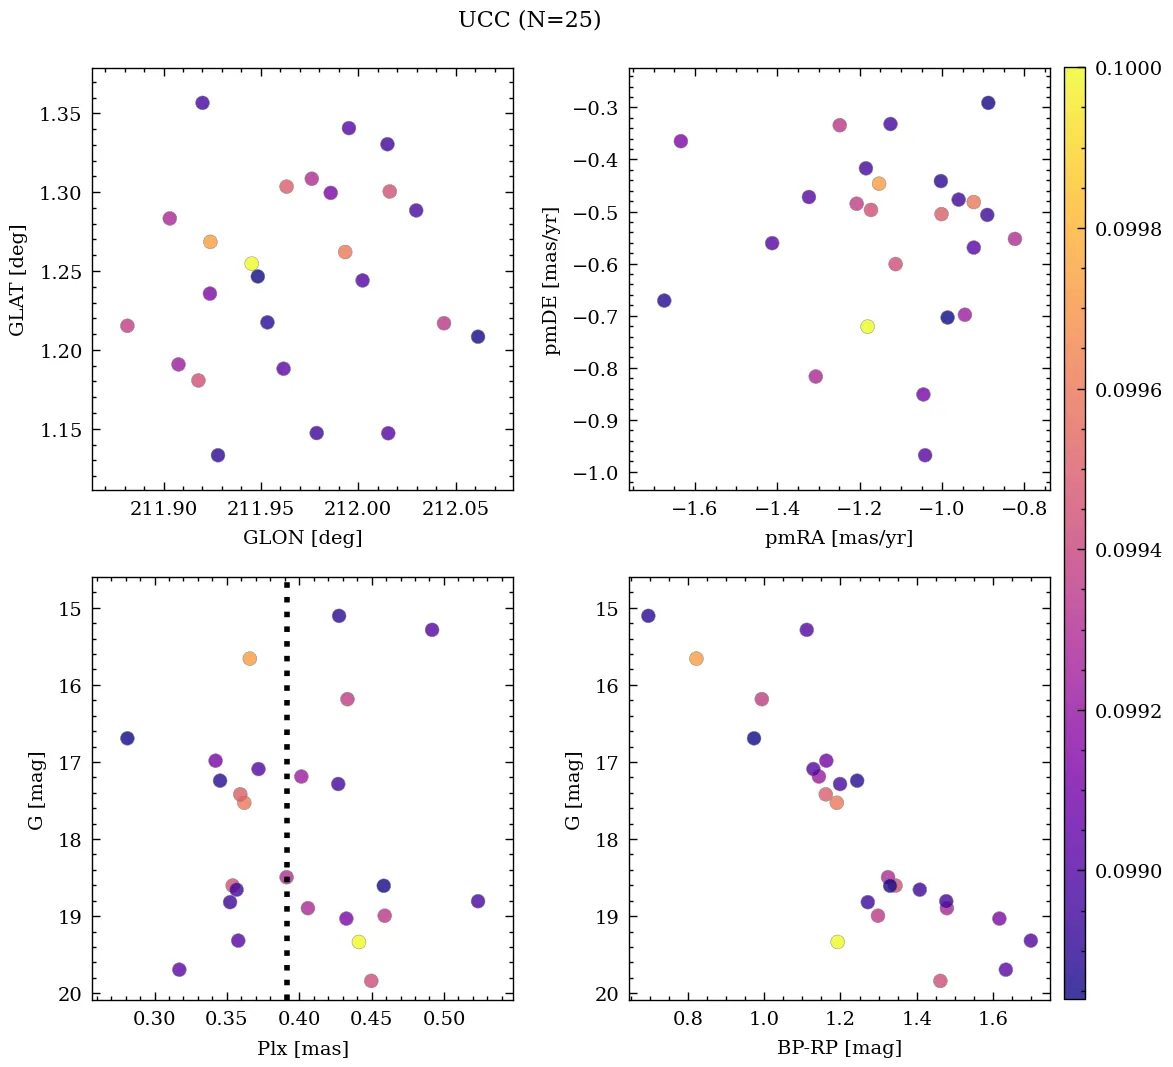 UCC (N=25)
1.35
1.30
1.25
1.20
1.15
GLAT [deg]
211.90 211.95 212.00 212.05
GLON [deg]
−0.3
−0.4
−0.5
−0.6
−0.7
−0.8
−0.9
−1.0
pmDE [mas/yr]
−1.6 −1.4 −1.2 −1.0 −0.8
pmRA [mas/yr]
0.1000
0.0998
0.0996
0.0994
0.0992
0.0990
15
16
17
18
19
20
G [mag]
0.30 0.35 0.40 0.45 0.50
Plx [mas]
15
16
17
18
19
20
G [mag]
0.8 1.0 1.2 1.4 1.6
BP-RP [mag]